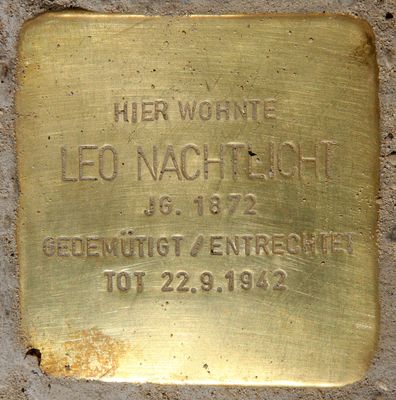 HIER WOHNTE
LEO NACHTLICHT
JG. 1872
GEDEMÜTIGT / ENTRECHTET
TOT 22.9.1942